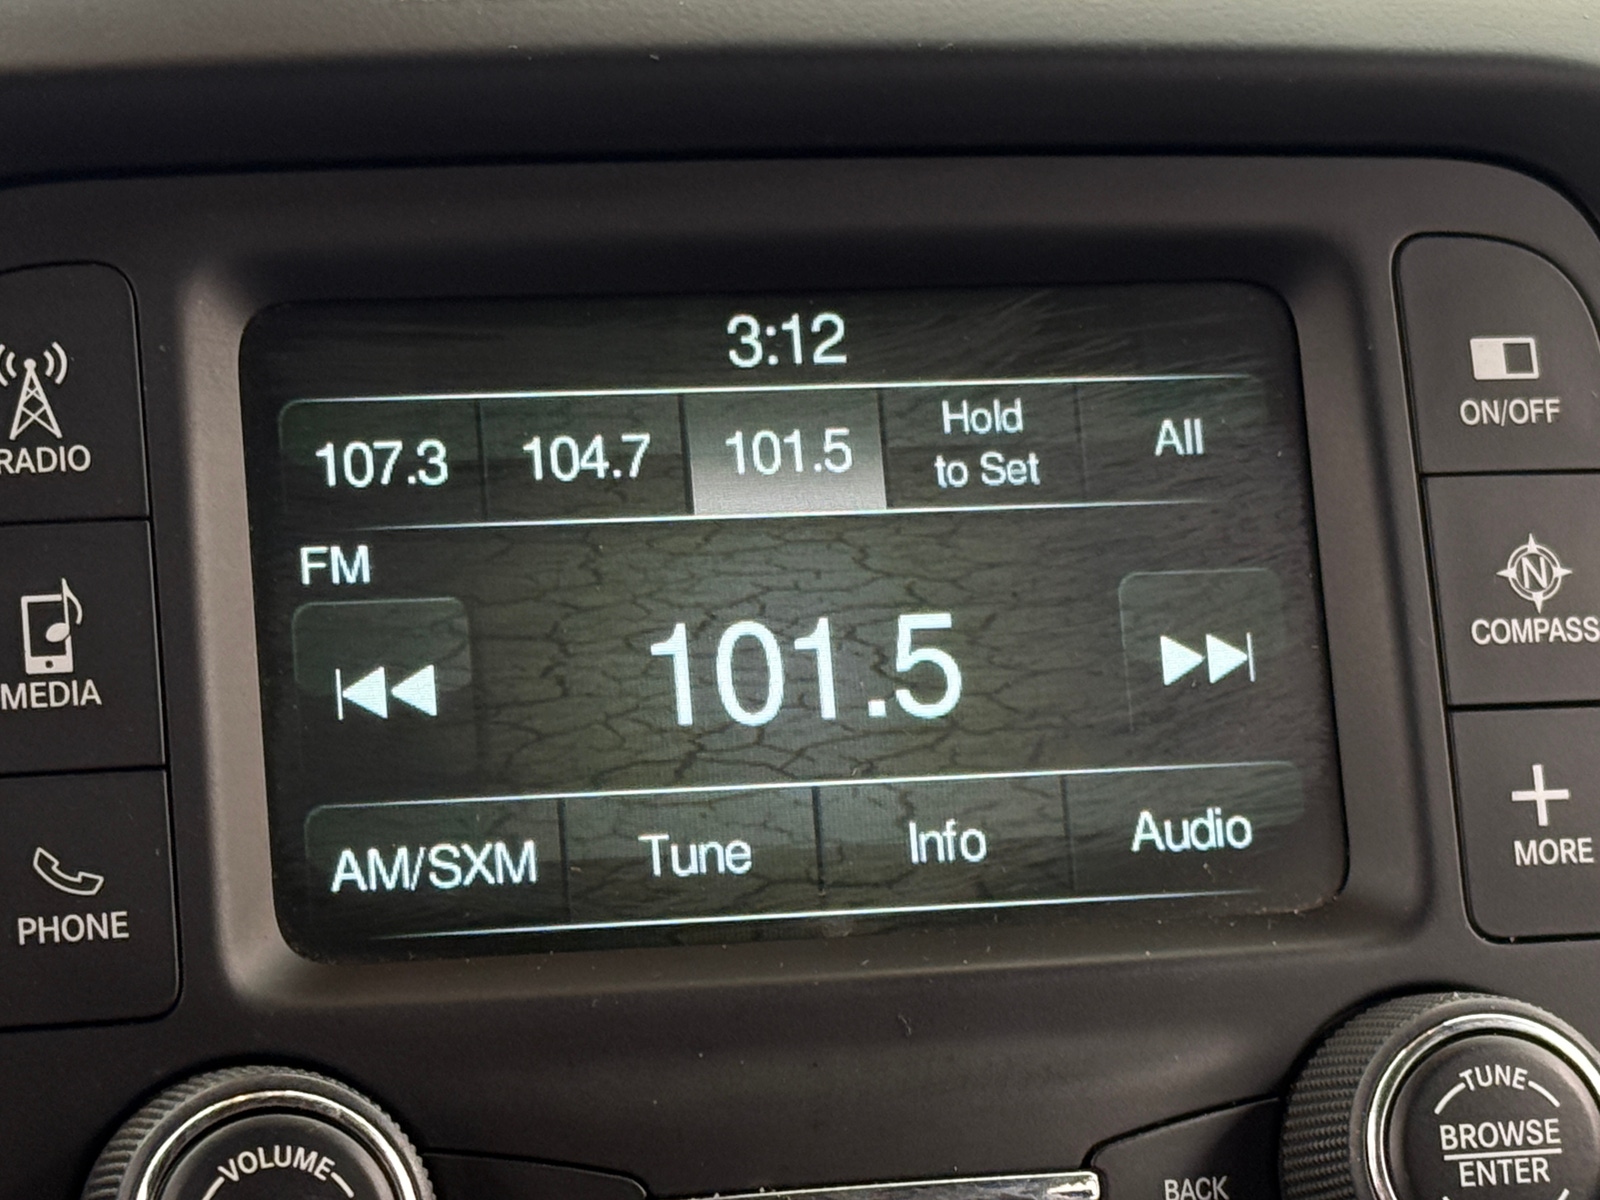 3:12
107.3 104.7 101.5 Hold to Set All
FM
101.5
AM/SXM Tune Info Audio
RADIO
MEDIA
PHONE
ON/OFF
N
COMPASS
MORE
VOLUME
TUNE
BROWSE
ENTER
BACK